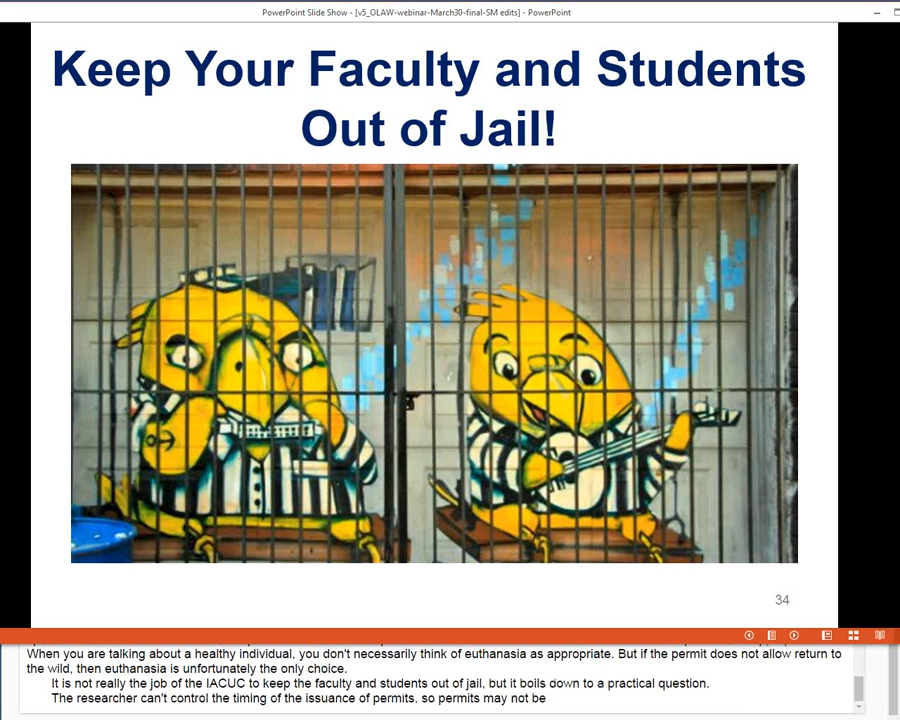 PowerPoint Slide Show - [v5_OLAW-webinar-March30-final-SM edits] - PowerPoint
Keep Your Faculty and Students
Out of Jail!
34
When you are talking about a healthy individual, you don't necessarily think of euthanasia as appropriate. But if the permit does not allow return to
the wild, then euthanasia is unfortunately the only choice.
It is not really the job of the IACUC to keep the faculty and students out of jail, but it boils down to a practical question.
The researcher can't control the timing of the issuance of permits, so permits may not be